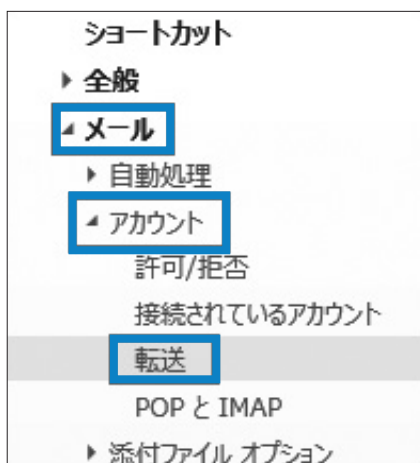 ショートカット
全般
メール
自動処理
アカウント
許可/拒否
接続されているアカウント
転送
POP と IMAP
添付ファイル オプション